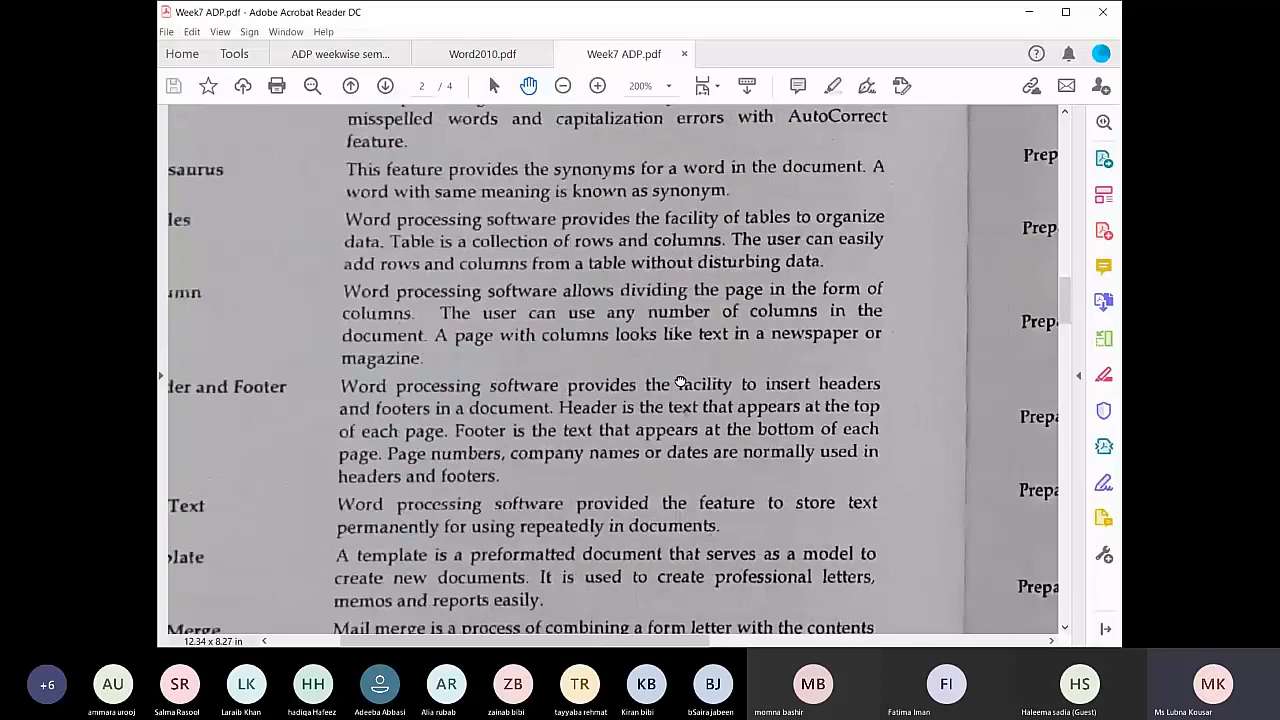 Week7 ADP.pdf - Adobe Acrobat Reader DC
File Edit View Sign Window Help
Home Tools ADP weekwise sem... Word2010.pdf Week7 ADP.pdf ×
2 / 4 200%
misspelled words and capitalization errors with AutoCorrect
feature.
saurus This feature provides the synonyms for a word in the document. A
word with same meaning is known as synonym.
les Word processing software provides the facility of tables to organize
data. Table is a collection of rows and columns. The user can easily
add rows and columns from a table without disturbing data.
umn Word processing software allows dividing the page in the form of
columns. The user can use any number of columns in the
document. A page with columns looks like text in a newspaper or
magazine.
der and Footer Word processing software provides the facility to insert headers
and footers in a document. Header is the text that appears at the top
of each page. Footer is the text that appears at the bottom of each
page. Page numbers, company names or dates are normally used in
headers and footers.
Text Word processing software provided the feature to store text
permanently for using repeatedly in documents.
plate A template is a preformatted document that serves as a model to
create new documents. It is used to create professional letters,
memos and reports easily.
Merge Mail merge is a process of combining a form letter with the contents
Prep
Prep
Prepa
Prepa
Prepa
Prepa
12.34 x 8.27 in
+6 AU SR LK HH AR ZB TR KB BJ MB FI HS MK
ammara urooj Salma Rasool Laraib Khan hadiqa Hafeez Adeeba Abbasi Alia rubab zainab bibi tayyaba rehmat Kiran bibi bSaira jabeen momna bashir Fatima Iman Haleema sadia (Guest) Ms Lubna Kousar